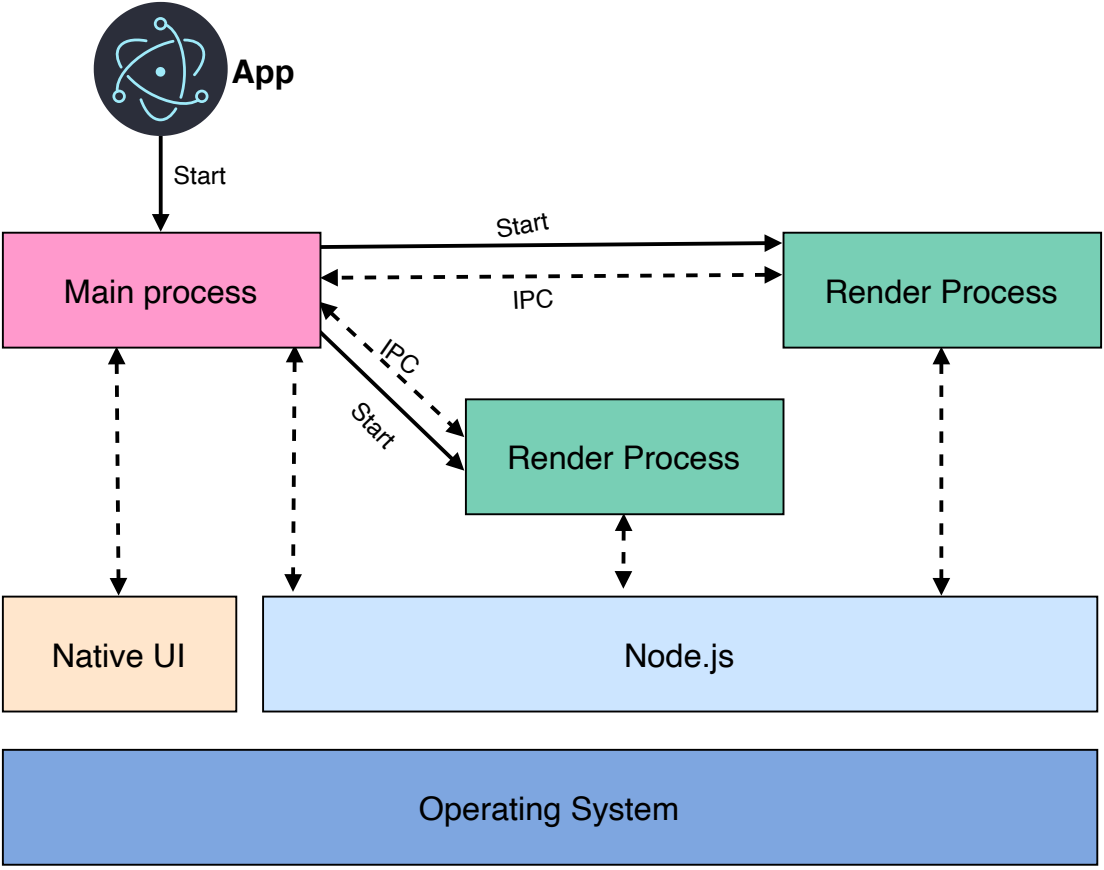 App
Start
Start
Main process
IPC
Render Process
IPC
Start
Render Process
Native UI
Node.js
Operating System